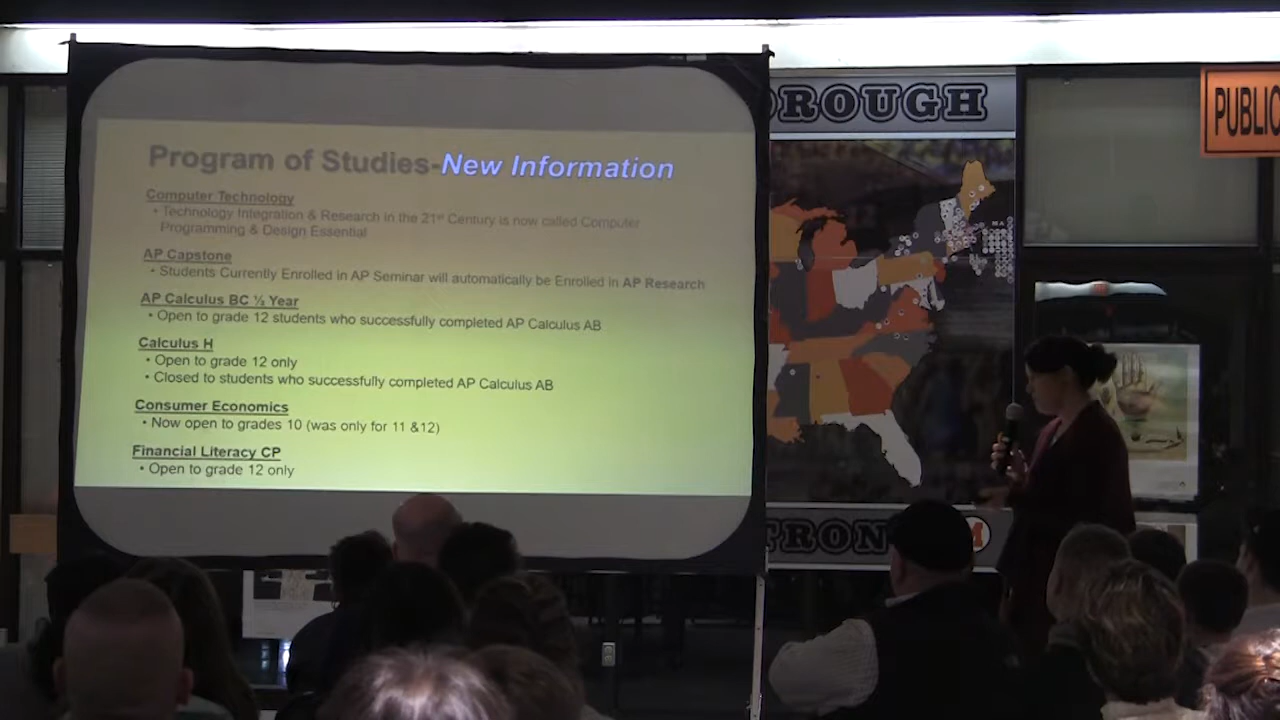 OROUGH
PUBLIC
Program of Studies-New Information
Computer Technology
• Technology Integration & Research in the 21st Century is now called Computer
Programming & Design Essential
AP Capstone
• Students Currently Enrolled in AP Seminar will automatically be Enrolled in AP Research
AP Calculus BC ½ Year
• Open to grade 12 students who successfully completed AP Calculus AB
Calculus H
• Open to grade 12 only
• Closed to students who successfully completed AP Calculus AB
Consumer Economics
• Now open to grades 10 (was only for 11 &12)
Financial Literacy CP
• Open to grade 12 only
TRON